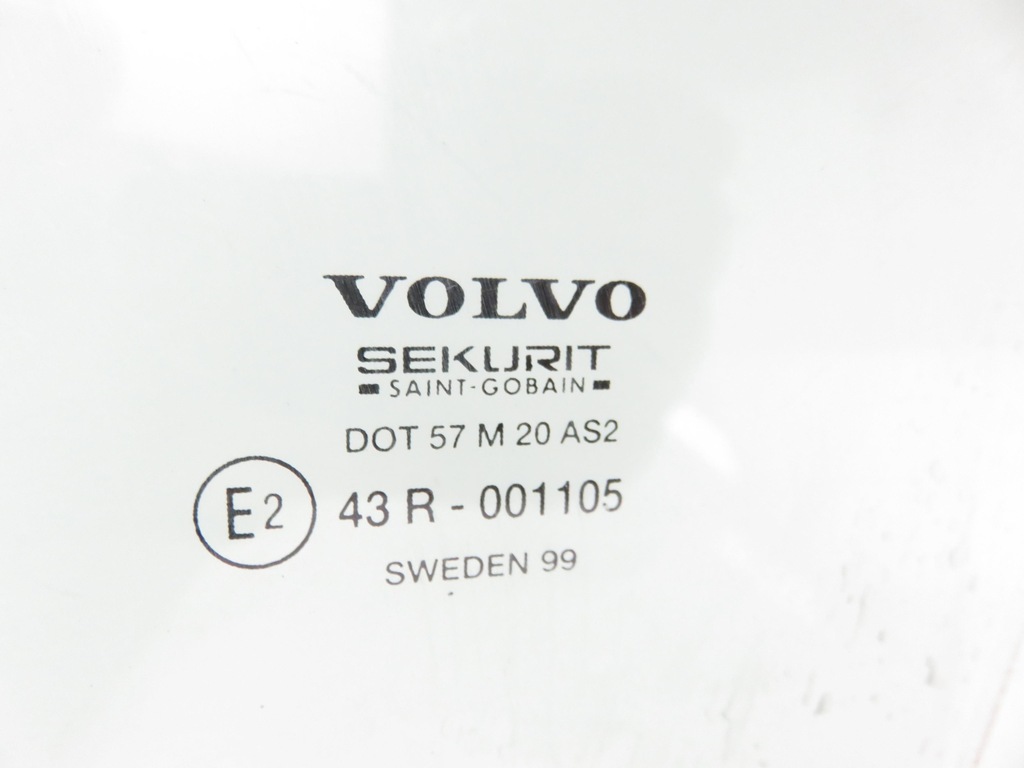 VOLVO
SEKURIT
SAINT-GOBAIN
DOT 57 M 20 AS2
E2 43 R - 001105
SWEDEN 99